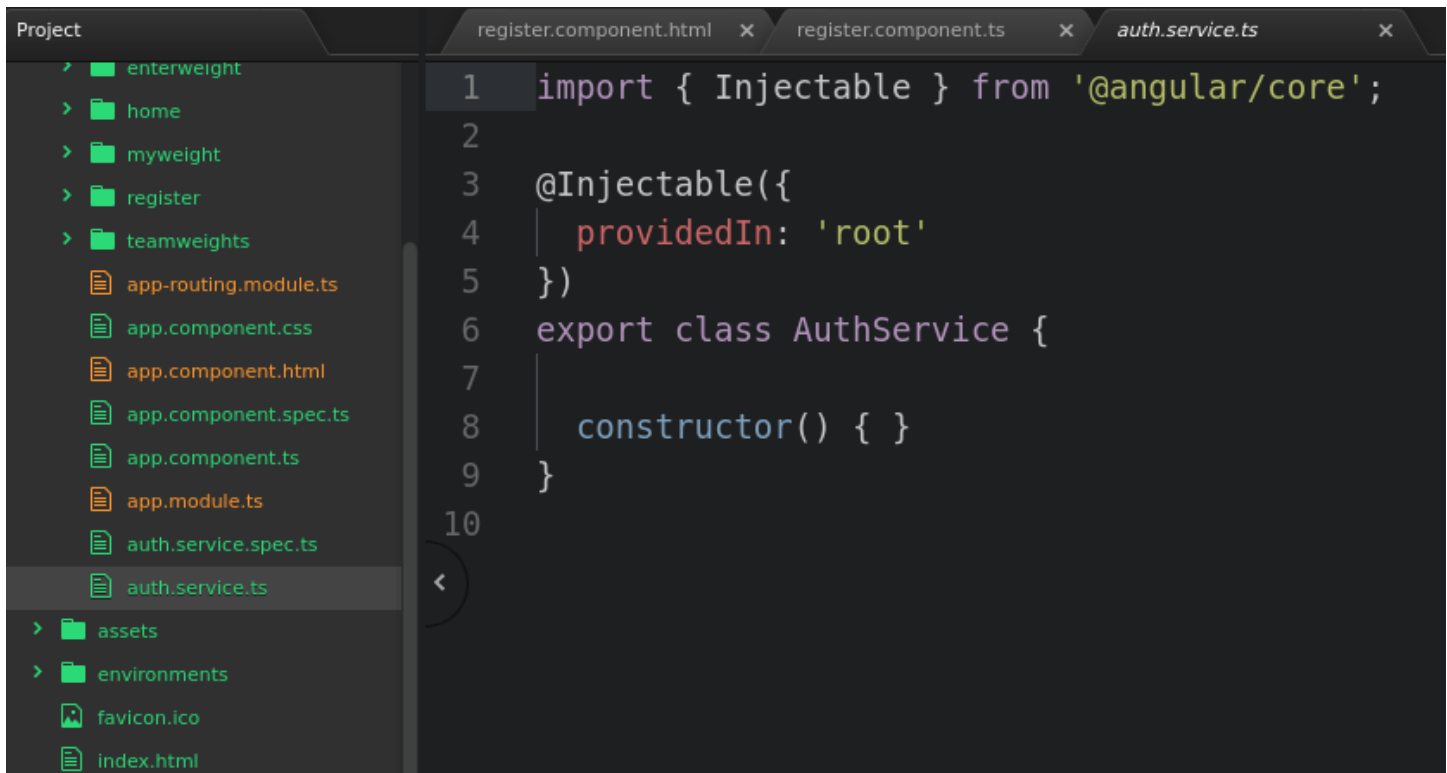 Project
register.component.html
register.component.ts
auth.service.ts
enterweight
home
myweight
register
teamweights
app-routing.module.ts
app.component.css
app.component.html
app.component.spec.ts
app.component.ts
app.module.ts
auth.service.spec.ts
auth.service.ts
assets
environments
favicon.ico
index.html
1 import { Injectable } from '@angular/core';
2
3 @Injectable({
4   providedIn: 'root'
5 })
6 export class AuthService {
7
8   constructor() { }
9 }
10